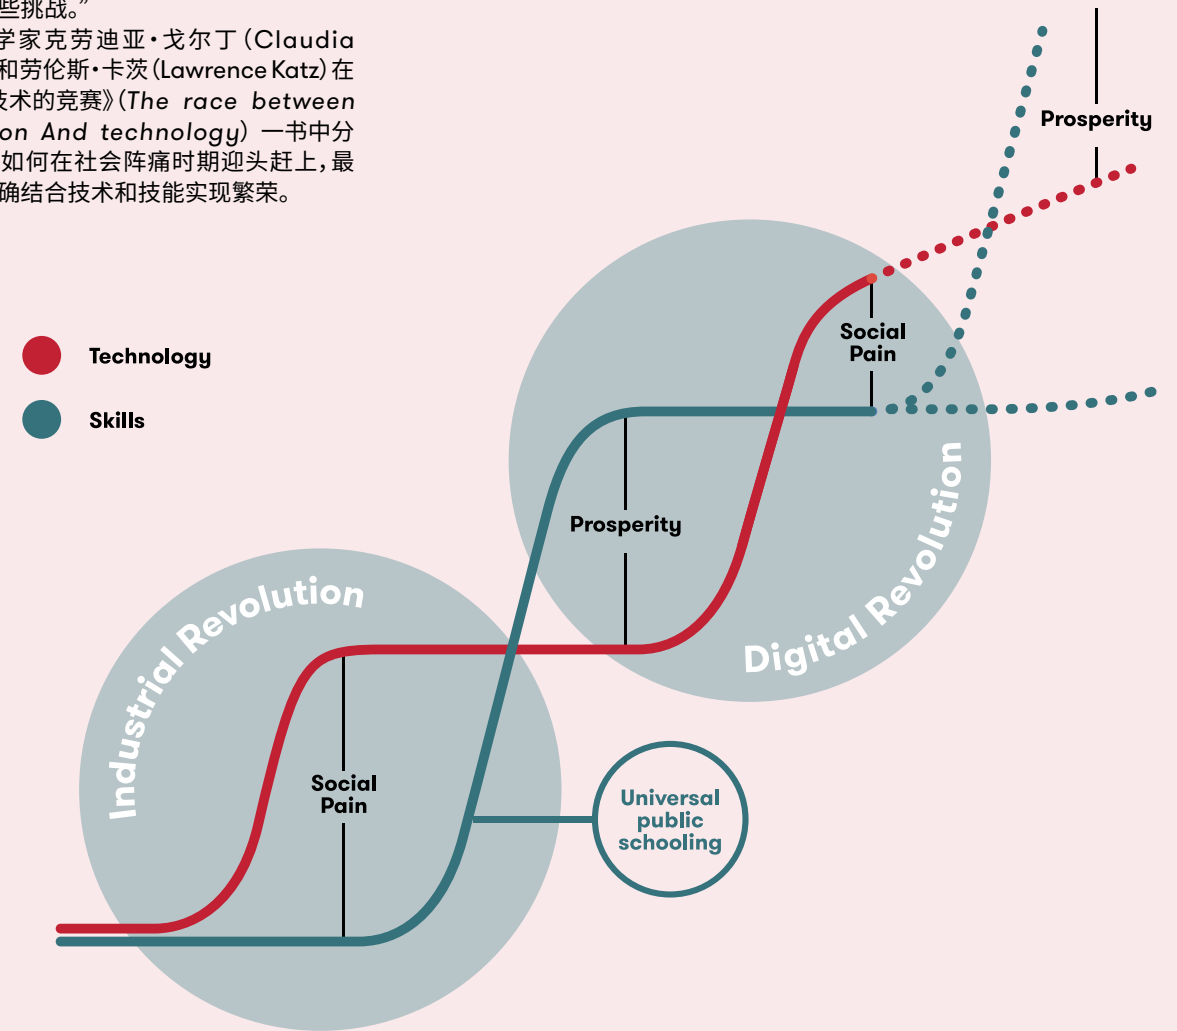 些挑战。”
学家克劳迪亚·戈尔丁（Claudia
和劳伦斯·卡茨（Lawrence Katz）在
技术的竞赛》（The race between
on And technology）一书中分
如何在社会阵痛时期迎头赶上，最
确结合技术和技能实现繁荣。
Prosperity
Social
Pain
Technology
Skills
Prosperity
Digital Revolution
Industrial Revolution
Social
Pain
Universal
public
schooling